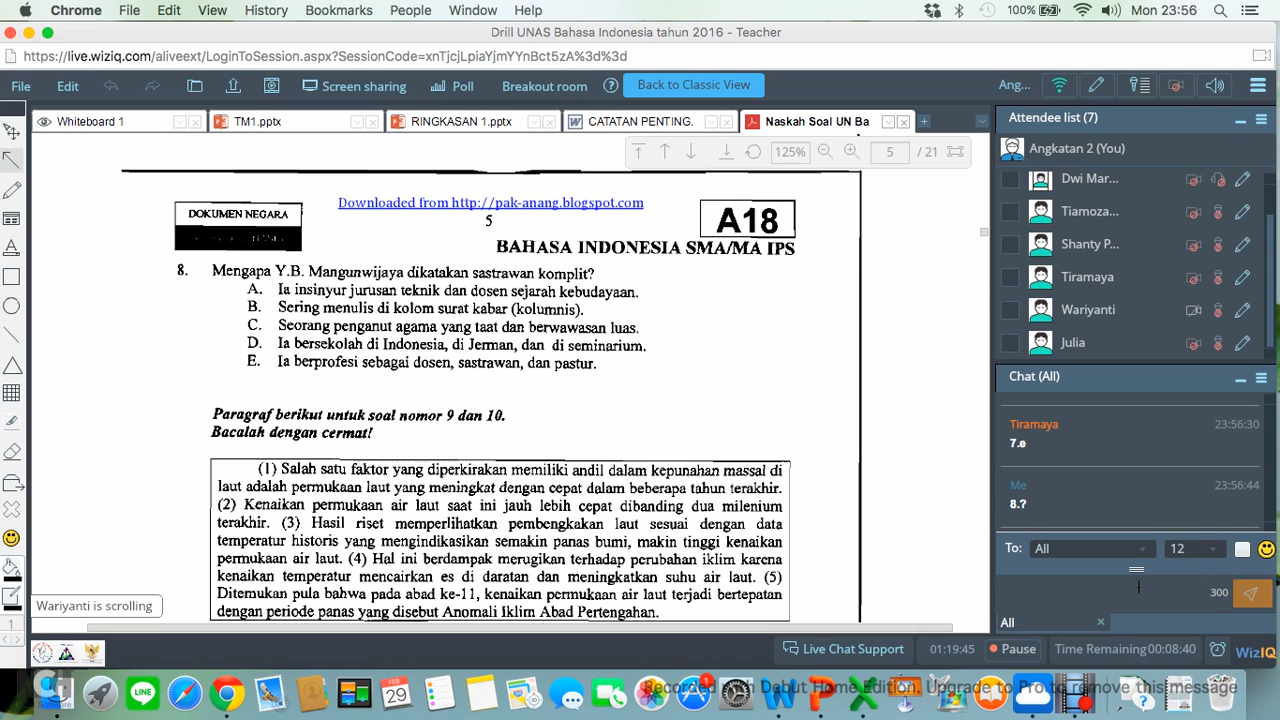 Chrome File Edit View History Bookmarks People Window Help 100% Mon 23:56
Drill UNAS Bahasa Indonesia tahun 2016 - Teacher
https://live.wiziq.com/aliveext/LoginToSession.aspx?SessionCode=xnTjcjLpiaYjmYYnBct5zA%3d%3d
File Edit Screen sharing Poll Breakout room ? Back to Classic View Ang...
Whiteboard 1 TM1.pptx RINGKASAN 1.pptx CATATAN PENTING. Naskah Soal UN Ba
125% 5 / 21
DOKUMEN NEGARA
Downloaded from http://pak-anang.blogspot.com
5
A18
BAHASA INDONESIA SMA/MA IPS
8. Mengapa Y.B. Mangunwijaya dikatakan sastrawan komplit?
A. Ia insinyur jurusan teknik dan dosen sejarah kebudayaan.
B. Sering menulis di kolom surat kabar (kolumnis).
C. Seorang penganut agama yang taat dan berwawasan luas.
D. Ia bersekolah di Indonesia, di Jerman, dan di seminarium.
E. Ia berprofesi sebagai dosen, sastrawan, dan pastur.
Paragraf berikut untuk soal nomor 9 dan 10.
Bacalah dengan cermat!
(1) Salah satu faktor yang diperkirakan memiliki andil dalam kepunahan massal di
laut adalah permukaan laut yang meningkat dengan cepat dalam beberapa tahun terakhir.
(2) Kenaikan permukaan air laut saat ini jauh lebih cepat dibanding dua milenium
terakhir. (3) Hasil riset memperlihatkan pembengkakan laut sesuai dengan data
temperatur historis yang mengindikasikan semakin panas bumi, makin tinggi kenaikan
permukaan air laut. (4) Hal ini berdampak merugikan terhadap perubahan iklim karena
kenaikan temperatur mencairkan es di daratan dan meningkatkan suhu air laut. (5)
Ditemukan pula bahwa pada abad ke-11, kenaikan permukaan air laut terjadi bertepatan
dengan periode panas yang disebut Anomali Iklim Abad Pertengahan.
Wariyanti is scrolling
1
Attendee list (7)
Angkatan 2 (You)
Dwi Mar...
Tiamoza...
Shanty P...
Tiramaya
Wariyanti
Julia
Chat (All)
Tiramaya 23:56:30
7.e
Me 23:56:44
8.?
To: All 12
300
All
Live Chat Support 01:19:45 Pause Time Remaining 00:08:40 WizIQ
FEB
29
Recorded with Debut Home Edition. Upgrade to Pro to remove this message